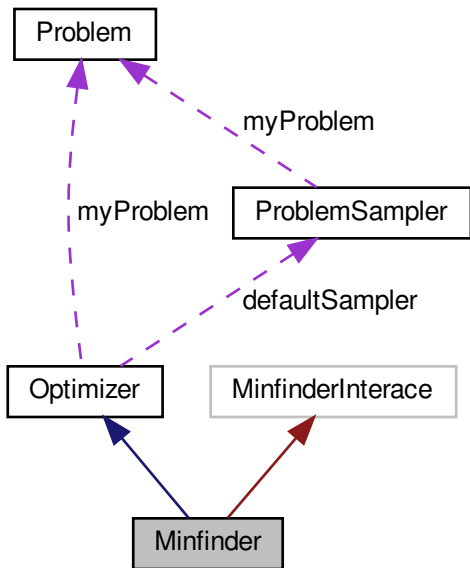 Problem
myProblem
ProblemSampler
myProblem
defaultSampler
Optimizer
MinfinderInterace
Minfinder